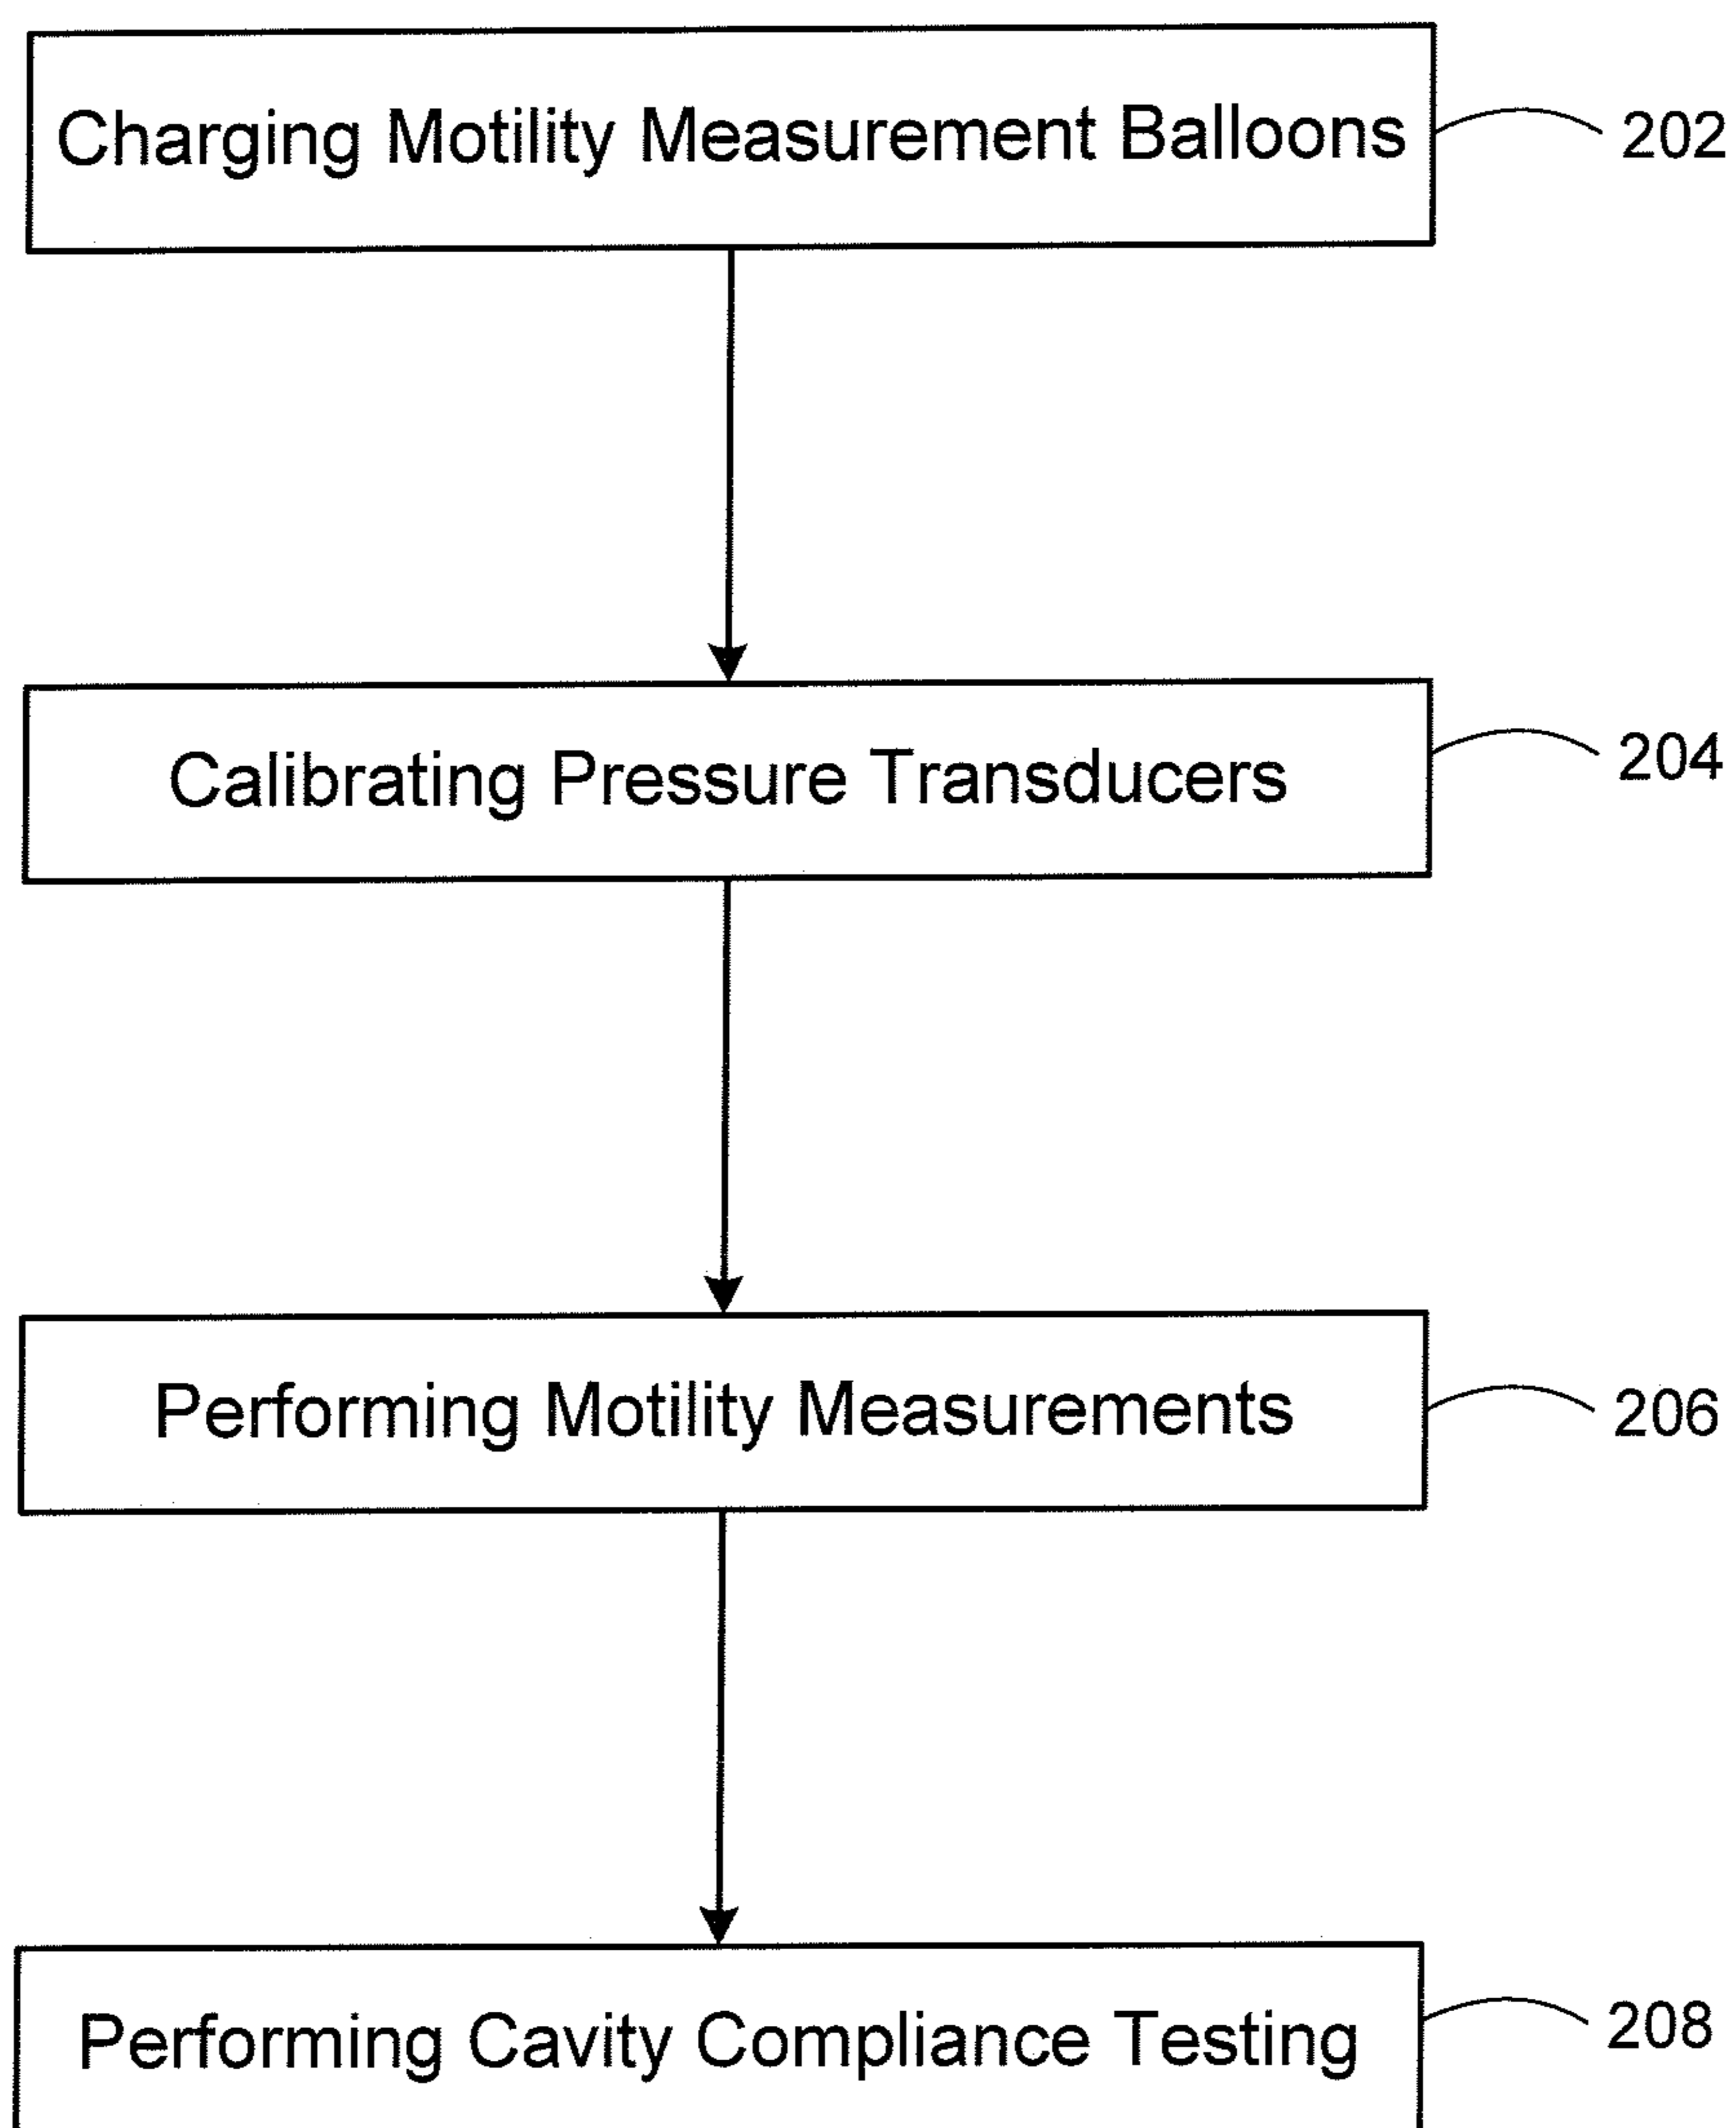 Charging Motility Measurement Balloons 202
Calibrating Pressure Transducers 204
Performing Motility Measurements 206
Performing Cavity Compliance Testing 208